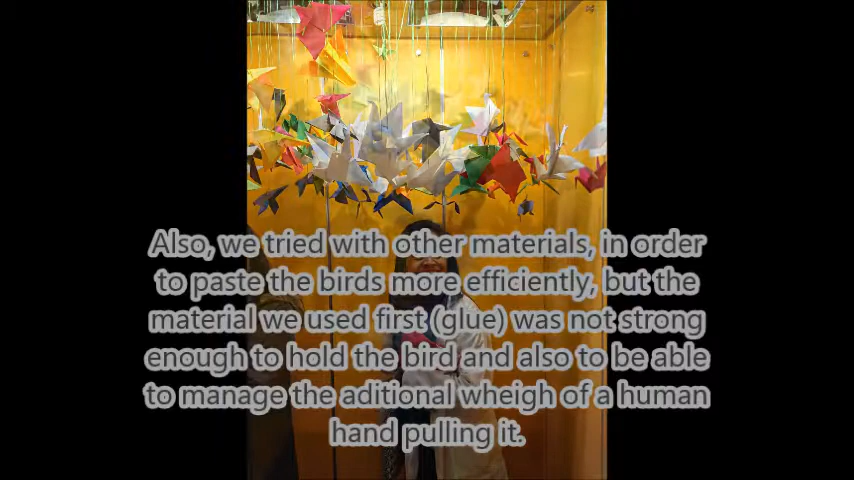 Also, we tried with other materials, in order
to paste the birds more efficiently, but the
material we used first (glue) was not strong
enough to hold the bird and also to be able
to manage the aditional wheigh of a human
hand pulling it.